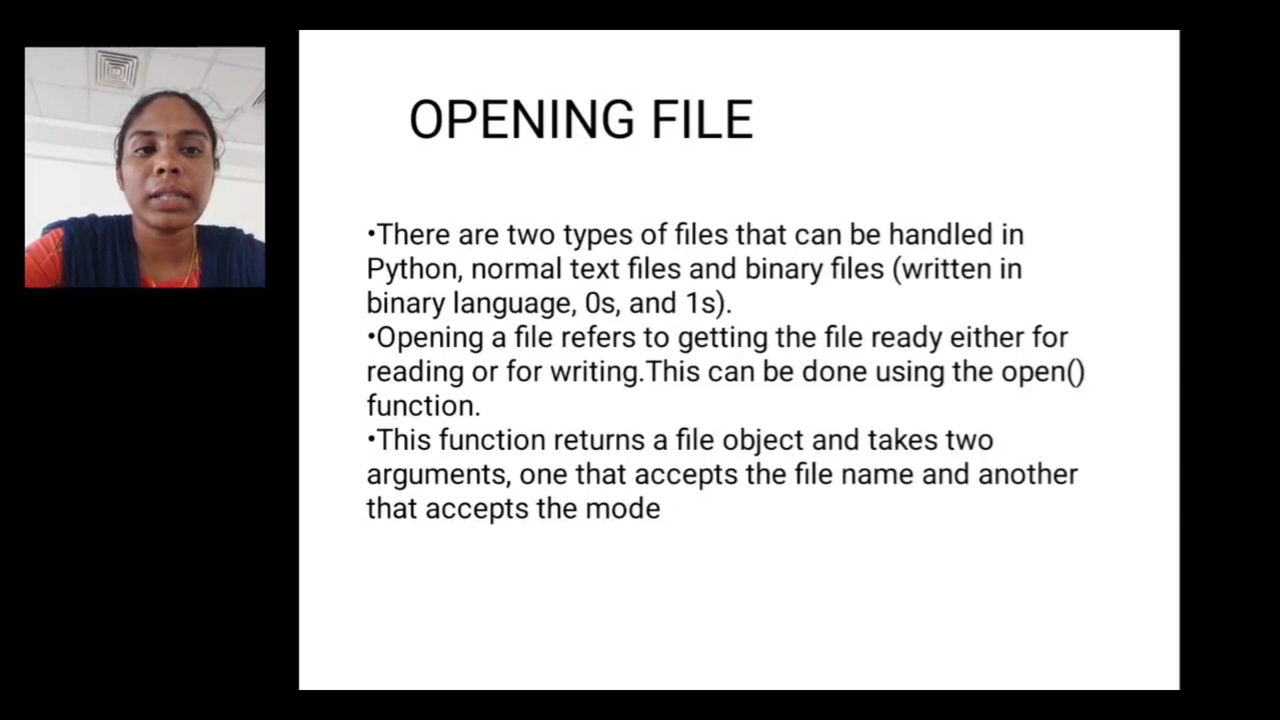 OPENING FILE
•There are two types of files that can be handled in
Python, normal text files and binary files (written in
binary language, 0s, and 1s).
•Opening a file refers to getting the file ready either for
reading or for writing.This can be done using the open()
function.
•This function returns a file object and takes two
arguments, one that accepts the file name and another
that accepts the mode